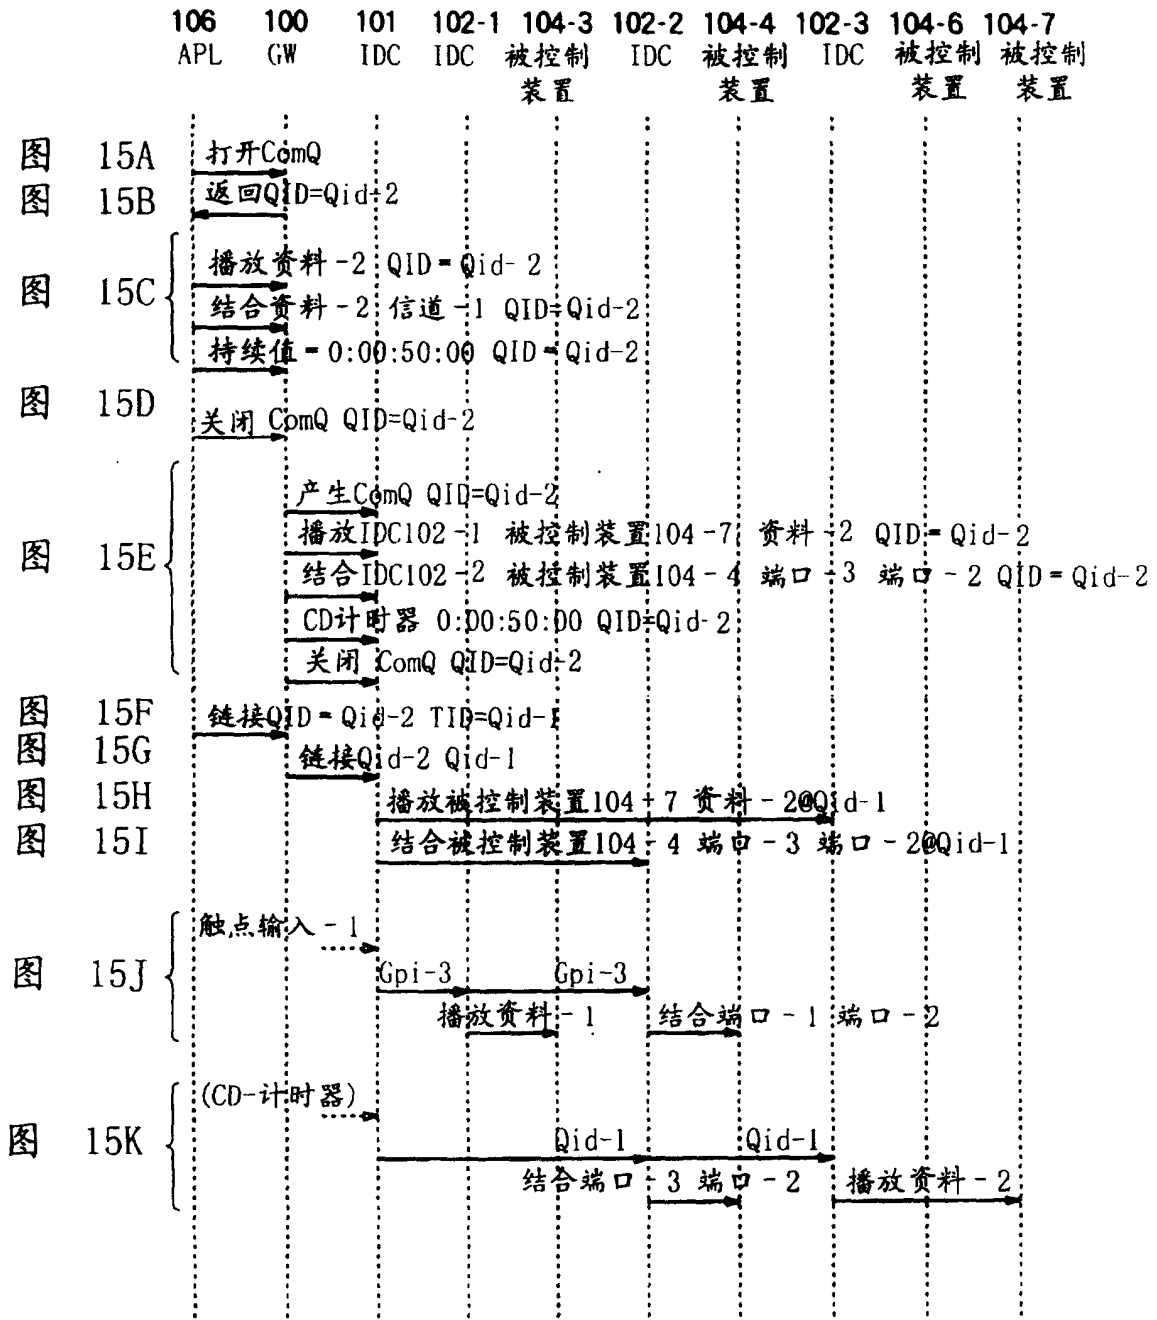 106 100 101 102-1 104-3 102-2 104-4 102-3 104-6 104-7
APL GW IDC IDC 被控制装置 IDC 被控制装置 IDC 被控制装置 被控制装置
图 15A 打开ComQ
图 15B 返回QID=Qid-2
播放资料-2 QID=Qid-2
图 15C 结合资料-2 信道-1 QID=Qid-2
持续值=0:00:50:00 QID=Qid-2
图 15D 关闭 ComQ QID=Qid-2
产生ComQ QID=Qid-2
播放IDC102-1 被控制装置104-7 资料-2 QID=Qid-2
图 15E 结合IDC102-2 被控制装置104-4 端口-3 端口-2 QID=Qid-2
CD计时器 0:00:50:00 QID=Qid-2
关闭 ComQ QID=Qid-2
图 15F 链接QID=Qid-2 TID=Qid-1
图 15G 链接Qid-2 Qid-1
图 15H 播放被控制装置104-7 资料-2@Qid-1
图 15I 结合被控制装置104-4 端口-3 端口-2@Qid-1
触点输入-1
图 15J Gpi-3 Gpi-3
播放资料-1 结合端口-1 端口-2
(CD-计时器)
图 15K Qid-1 Qid-1
结合端口-3 端口-2 播放资料-2